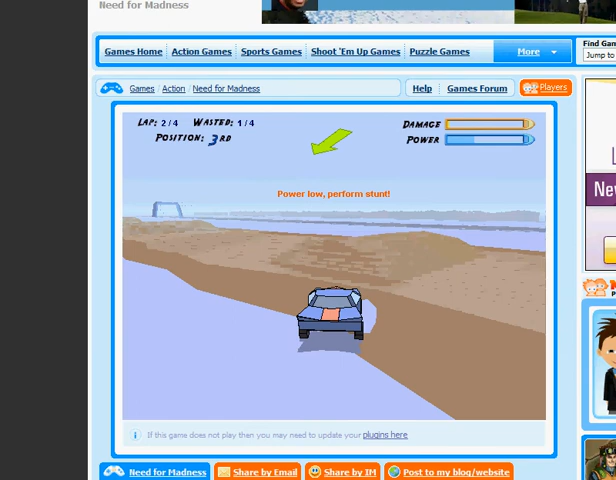 Need for Madness
Games Home Action Games Sports Games Shoot 'Em Up Games Puzzle Games More
Find Gam
Jump to
Games / Action / Need for Madness Help Games Forum Players
LAP: 2/4 WASTED: 1/4 DAMAGE
POSITION: 3RD POWER
Power low, perform stunt!
New
If this game does not play then you may need to update your plugins here
Need for Madness Share by Email Share by IM Post to my blog/website